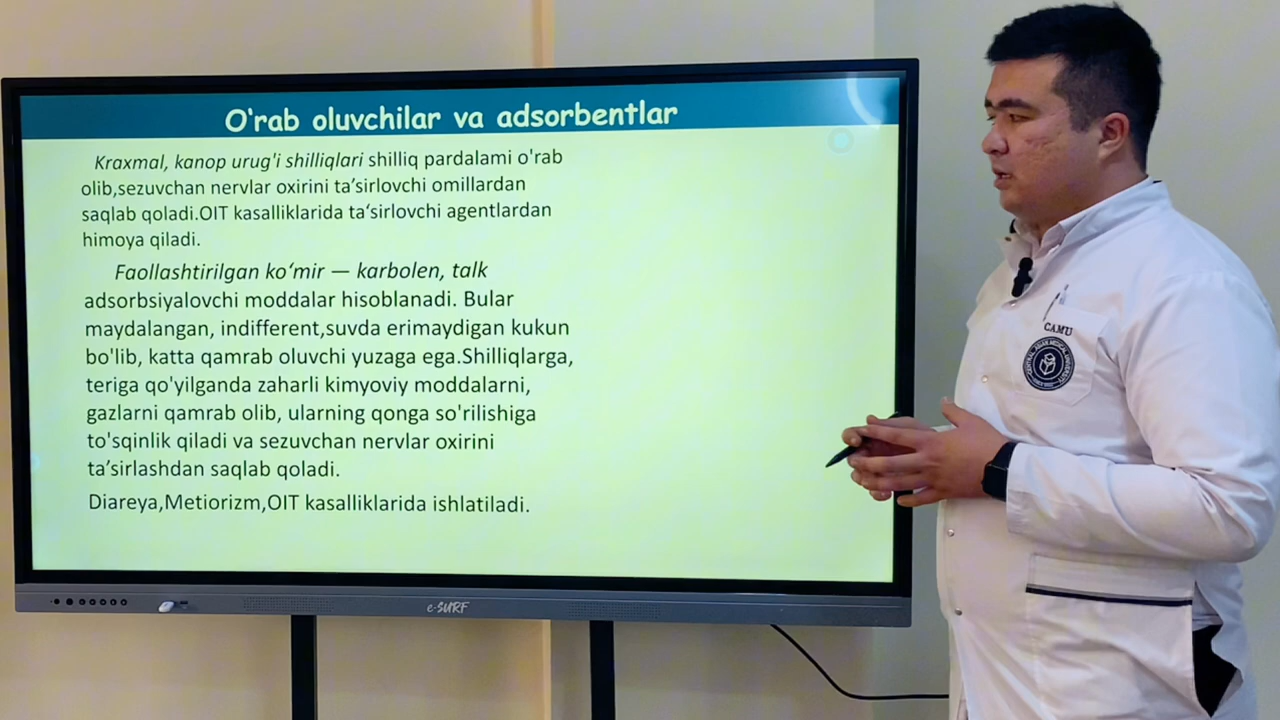 O'rab oluvchilar va adsorbentlar
Kraxmal, kanop urug'i shilliqlari shilliq pardalami o'rab
olib,sezuvchan nervlar oxirini ta’sirlovchi omillardan
saqlab qoladi.OIT kasalliklarida ta‘sirlovchi agentlardan
himoya qiladi.
Faollashtirilgan ko‘mir — karbolen, talk
adsorbsiyalovchi moddalar hisoblanadi. Bular
maydalangan, indifferent,suvda erimaydigan kukun
bo'lib, katta qamrab oluvchi yuzaga ega.Shilliqlarga,
teriga qo'yilganda zaharli kimyoviy moddalarni,
gazlarni qamrab olib, ularning qonga so'rilishiga
to'sqinlik qiladi va sezuvchan nervlar oxirini
ta’sirlashdan saqlab qoladi.
Diareya,Metiorizm,OIT kasalliklarida ishlatiladi.
e-SURF
CAMU
CENTRAL ASIAN MEDICAL UNIVERSITY